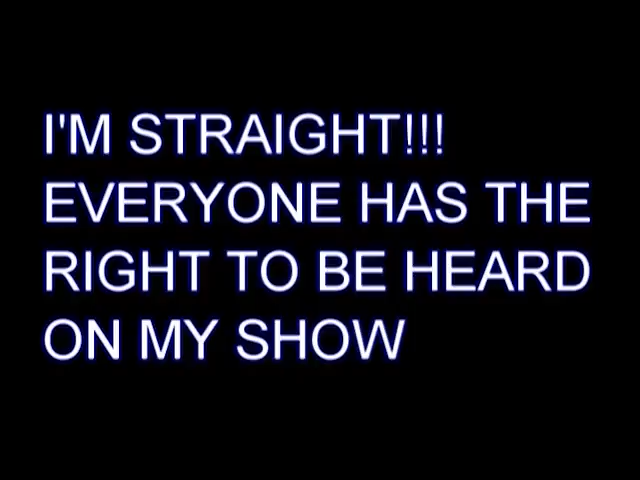 I'M STRAIGHT!!!
EVERYONE HAS THE
RIGHT TO BE HEARD
ON MY SHOW